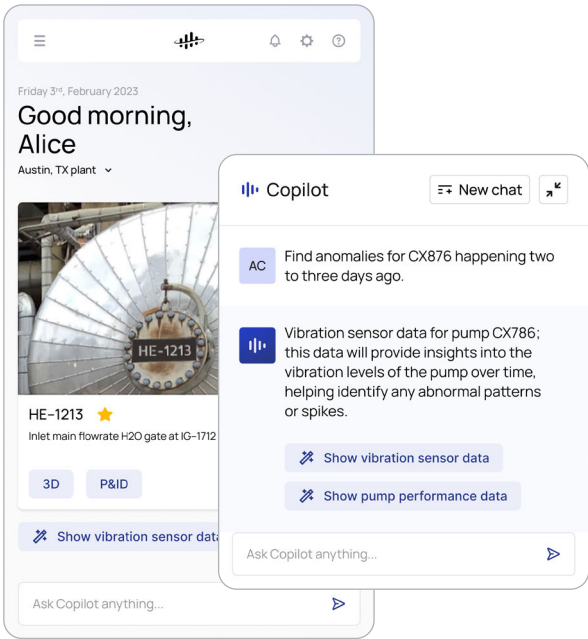 Friday 3rd, February 2023
Good morning,
Alice
Austin, TX plant
HE-1213
HE-1213
Inlet main flowrate H2O gate at IG-1712
3D
P&ID
Show vibration sensor data
Ask Copilot anything...
Copilot
New chat
AC
Find anomalies for CX876 happening two
to three days ago.
Vibration sensor data for pump CX786;
this data will provide insights into the
vibration levels of the pump over time,
helping identify any abnormal patterns
or spikes.
Show vibration sensor data
Show pump performance data
Ask Copilot anything...